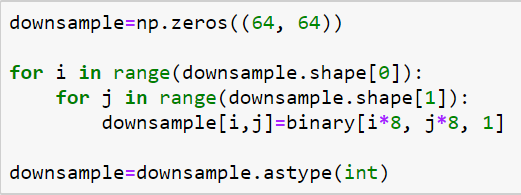 downsample=np.zeros((64, 64))
for i in range(downsample.shape[0]):
    for j in range(downsample.shape[1]):
        downsample[i,j]=binary[i*8, j*8, 1]
downsample=downsample.astype(int)